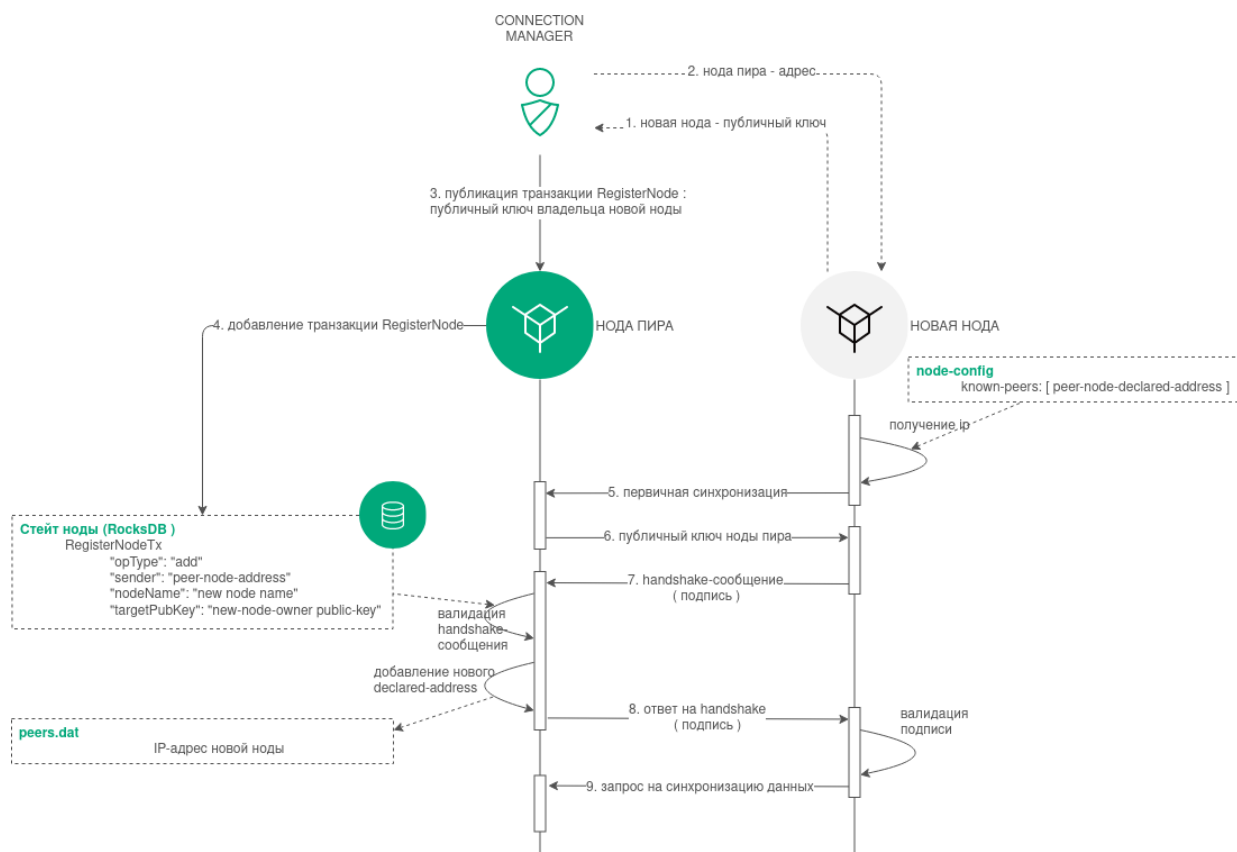 CONNECTION
MANAGER
2. нода пира - адрес
1. новая нода - публичный ключ
3. публикация транзакции RegisterNode :
публичный ключ владельца новой ноды
4. добавление транзакции RegisterNode
НОДА ПИРА
НОВАЯ НОДА
node-config
known-peers: [ peer-node-declared-address ]
получение ip
5. первичная синхронизация
Стейт ноды (RocksDB )
RegisterNodeTx
"opType": "add"
"sender": "peer-node-address"
"nodeName": "new node name"
"targetPubKey": "new-node-owner public-key"
6. публичный ключ ноды пира
7. handshake-сообщение
( подпись )
валидация
handshake-
сообщения
добавление нового
declared-address
8. ответ на handshake
( подпись )
валидация
подписи
peers.dat
IP-адрес новой ноды
9. запрос на синхронизацию данных